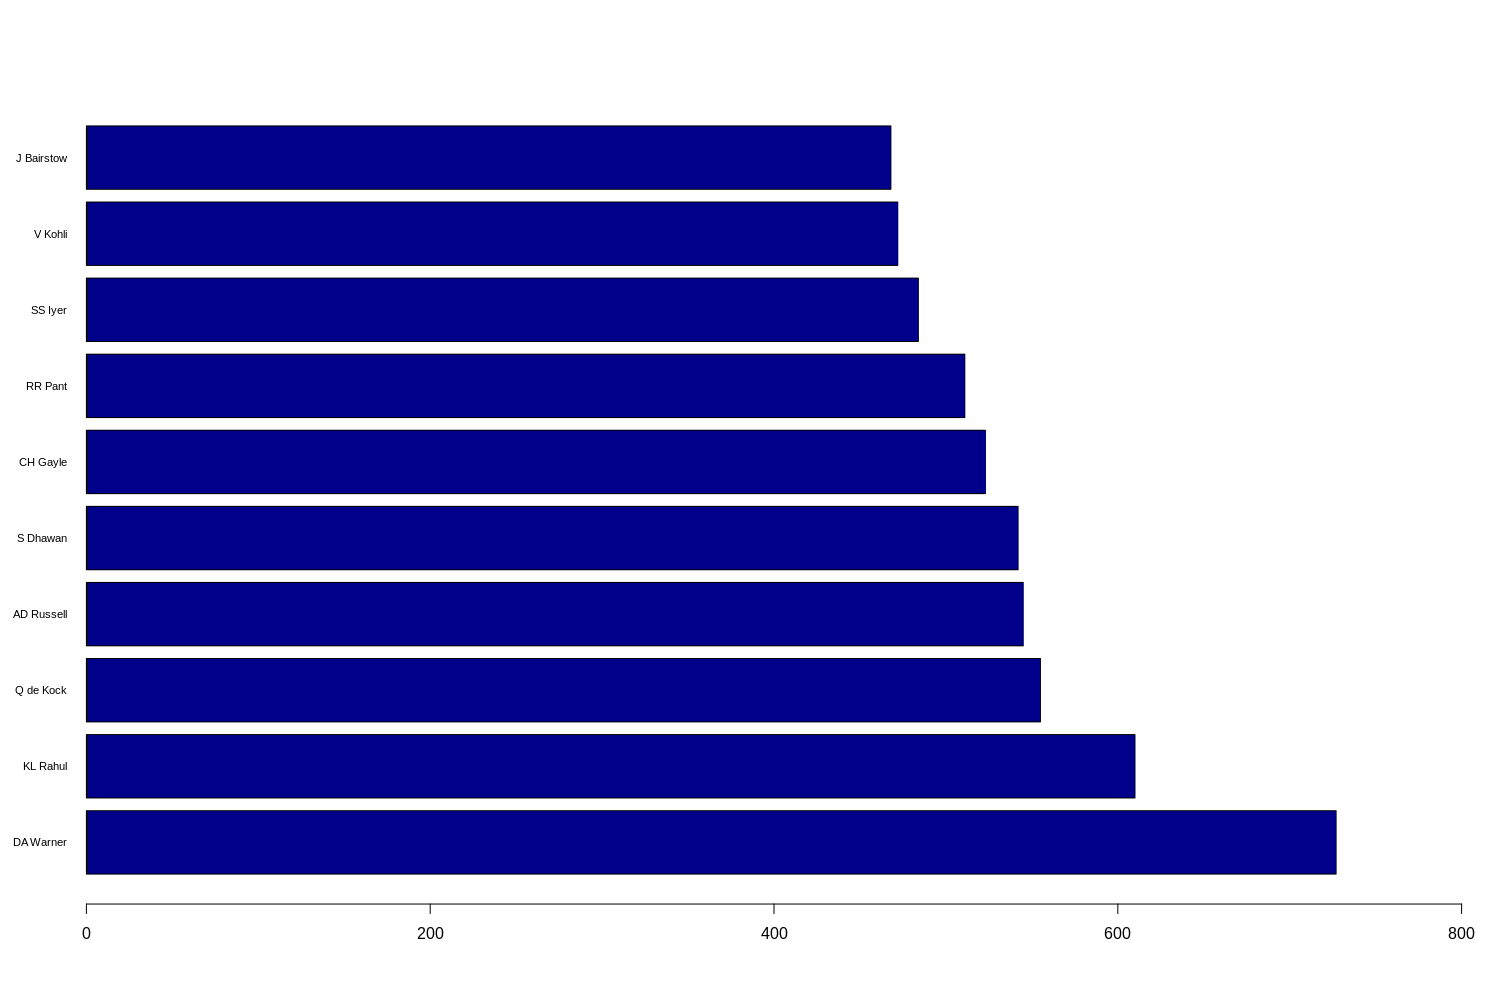 J Bairstow
V Kohli
SS Iyer
RR Pant
CH Gayle
S Dhawan
AD Russell
Q de Kock
KL Rahul
DA Warner
0 200 400 600 800